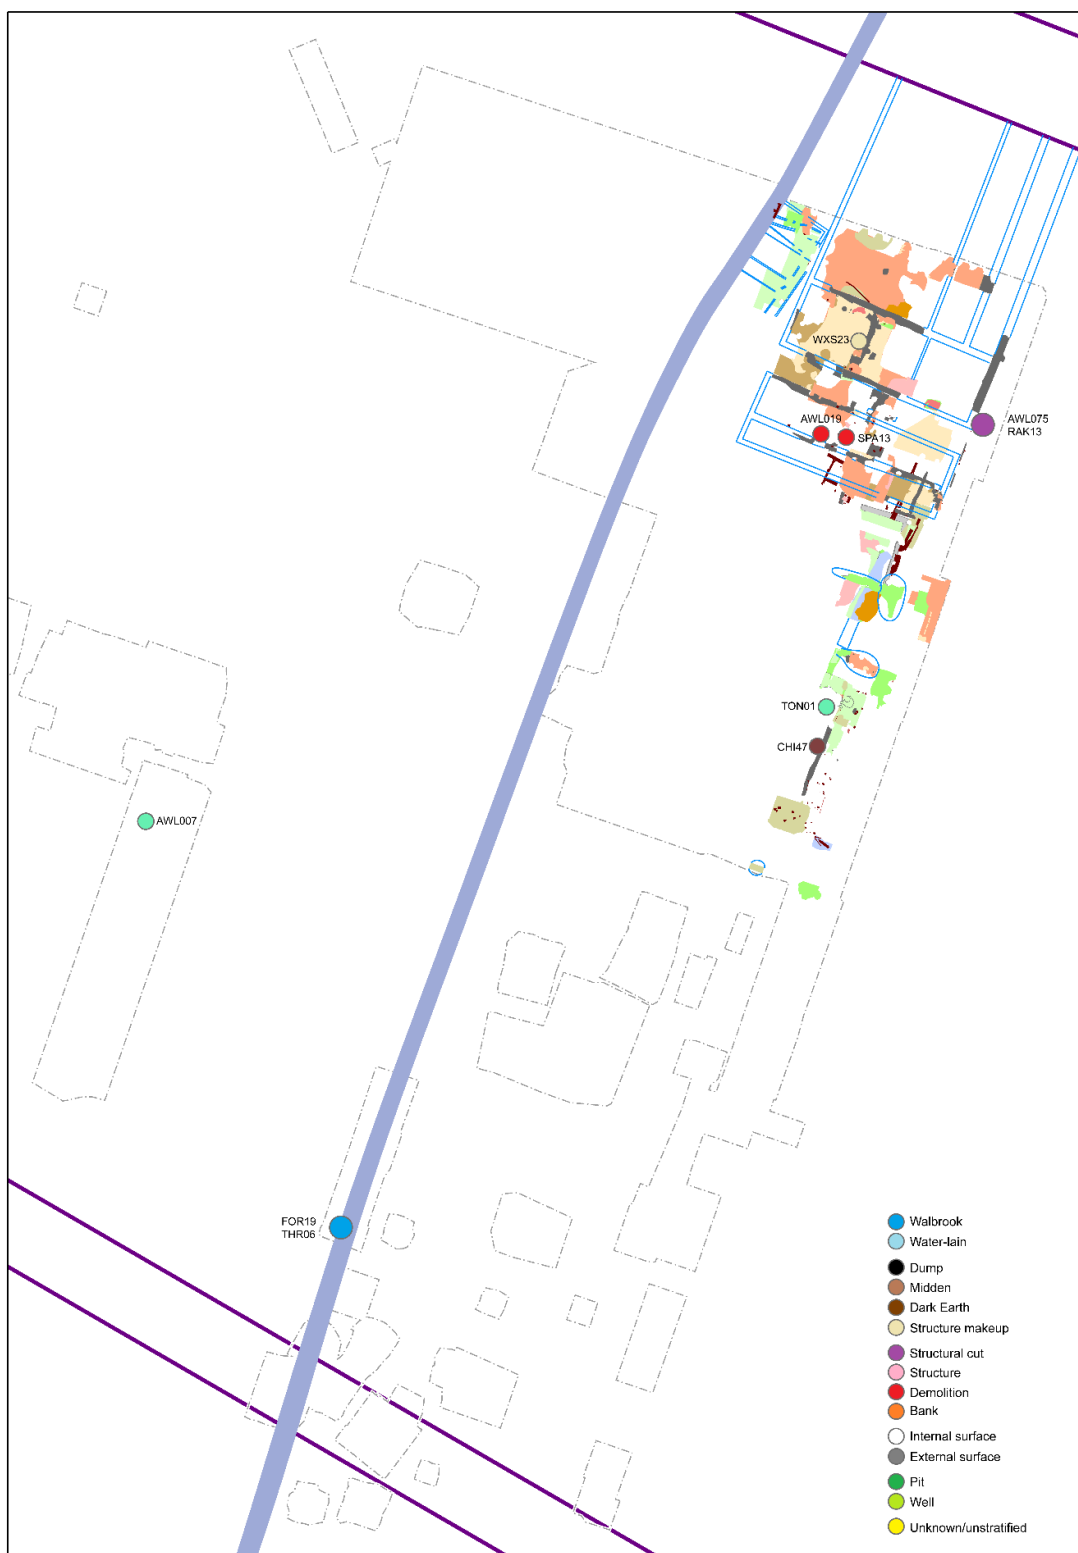 WXS23
AWL019
SPA13
AWL075
RAK13
TON01
CHI47
AWL007
FOR19
THR06
Walbrook
Water-lain
Dump
Midden
Dark Earth
Structure makeup
Structural cut
Structure
Demolition
Bank
Internal surface
External surface
Pit
Well
Unknown/unstratified